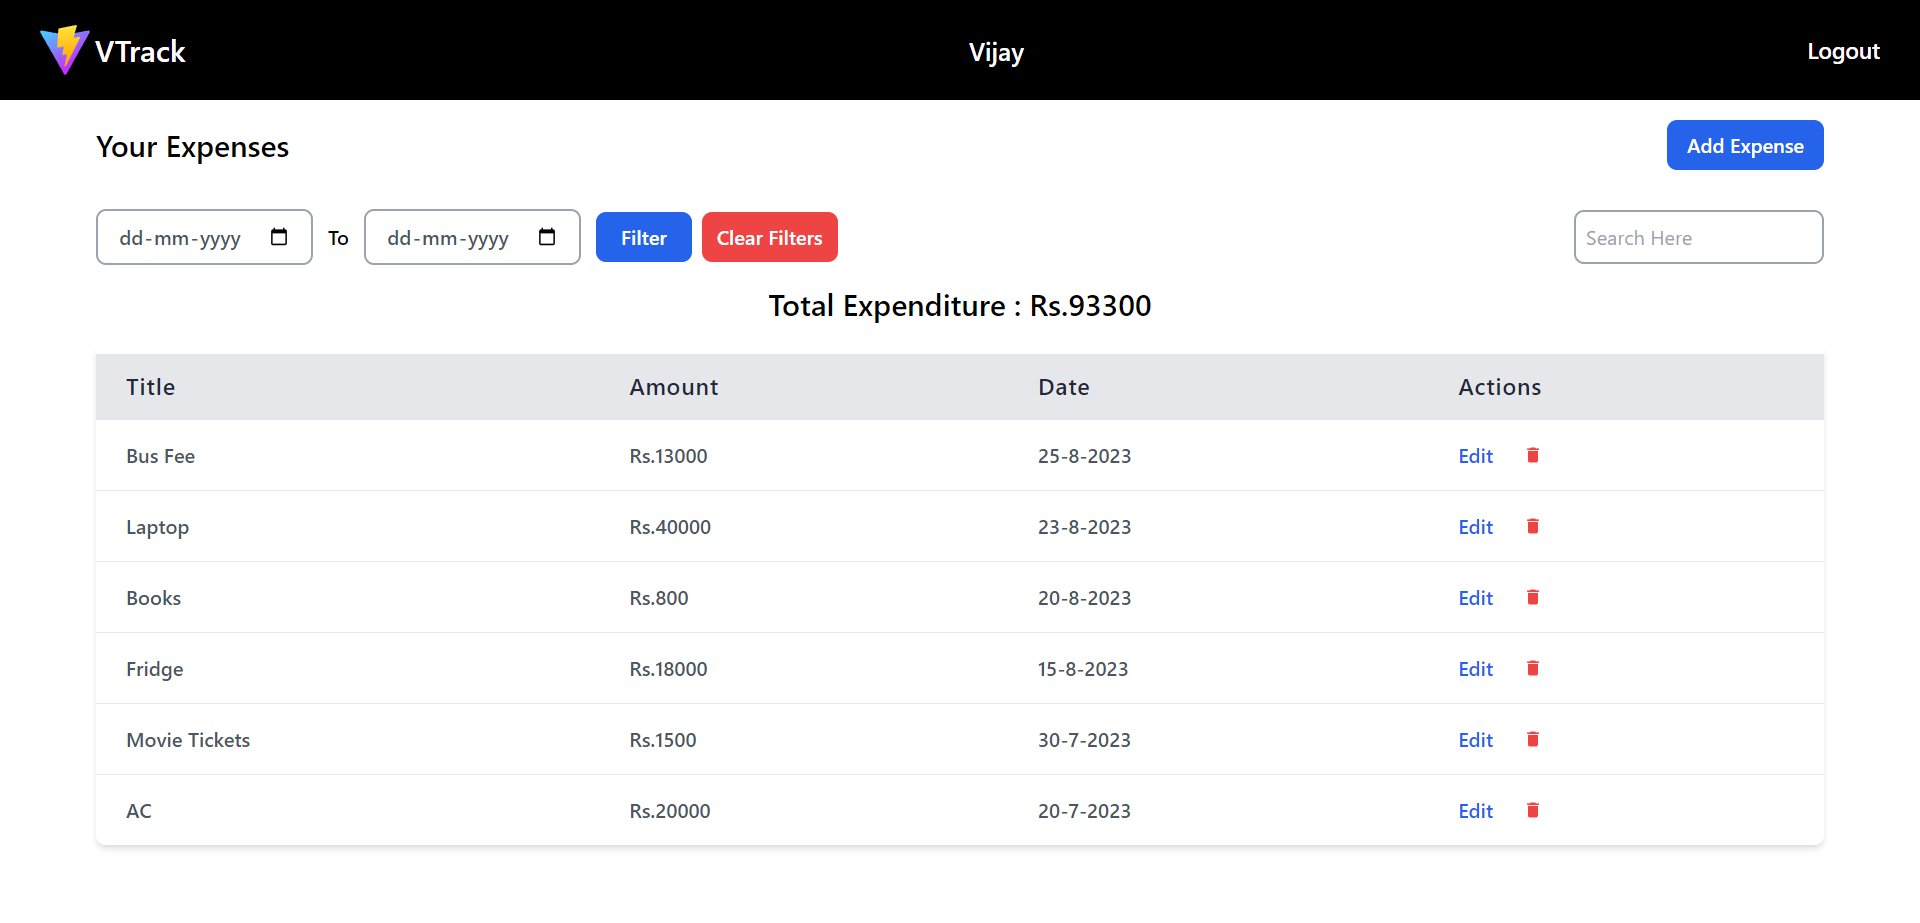 VTrack
Vijay
Logout
Your Expenses
Add Expense
dd-mm-yyyy To dd-mm-yyyy Filter Clear Filters
Search Here
Total Expenditure : Rs.93300
Title Amount Date Actions
Bus Fee Rs.13000 25-8-2023 Edit
Laptop Rs.40000 23-8-2023 Edit
Books Rs.800 20-8-2023 Edit
Fridge Rs.18000 15-8-2023 Edit
Movie Tickets Rs.1500 30-7-2023 Edit
AC Rs.20000 20-7-2023 Edit